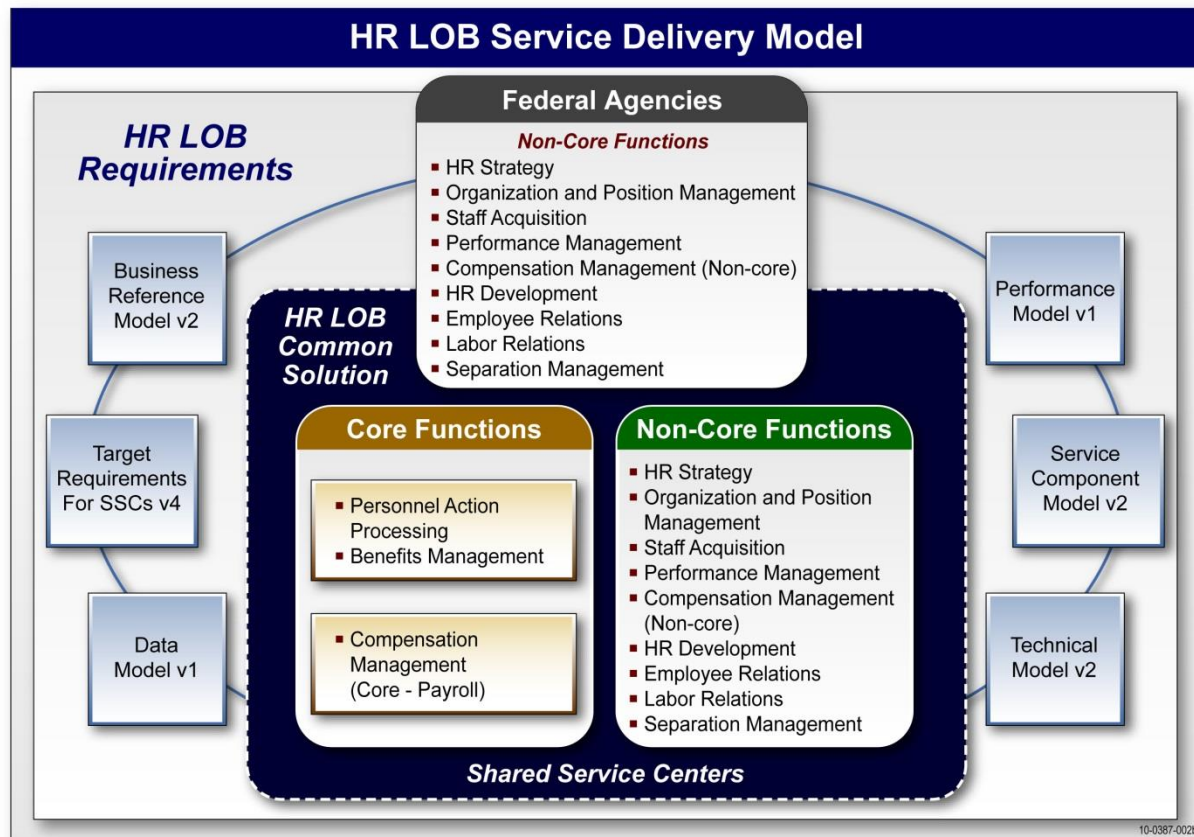 HR LOB Service Delivery Model
HR LOB
Requirements
Federal Agencies
Non-Core Functions
▪ HR Strategy
▪ Organization and Position Management
▪ Staff Acquisition
▪ Performance Management
▪ Compensation Management (Non-core)
▪ HR Development
▪ Employee Relations
▪ Labor Relations
▪ Separation Management
Business
Reference
Model v2
Target
Requirements
For SSCs v4
Data
Model v1
HR LOB
Common
Solution
Core Functions
▪ Personnel Action
Processing
▪ Benefits Management
▪ Compensation
Management
(Core - Payroll)
Non-Core Functions
▪ HR Strategy
▪ Organization and Position
Management
▪ Staff Acquisition
▪ Performance Management
▪ Compensation Management
(Non-core)
▪ HR Development
▪ Employee Relations
▪ Labor Relations
▪ Separation Management
Shared Service Centers
Performance
Model v1
Service
Component
Model v2
Technical
Model v2